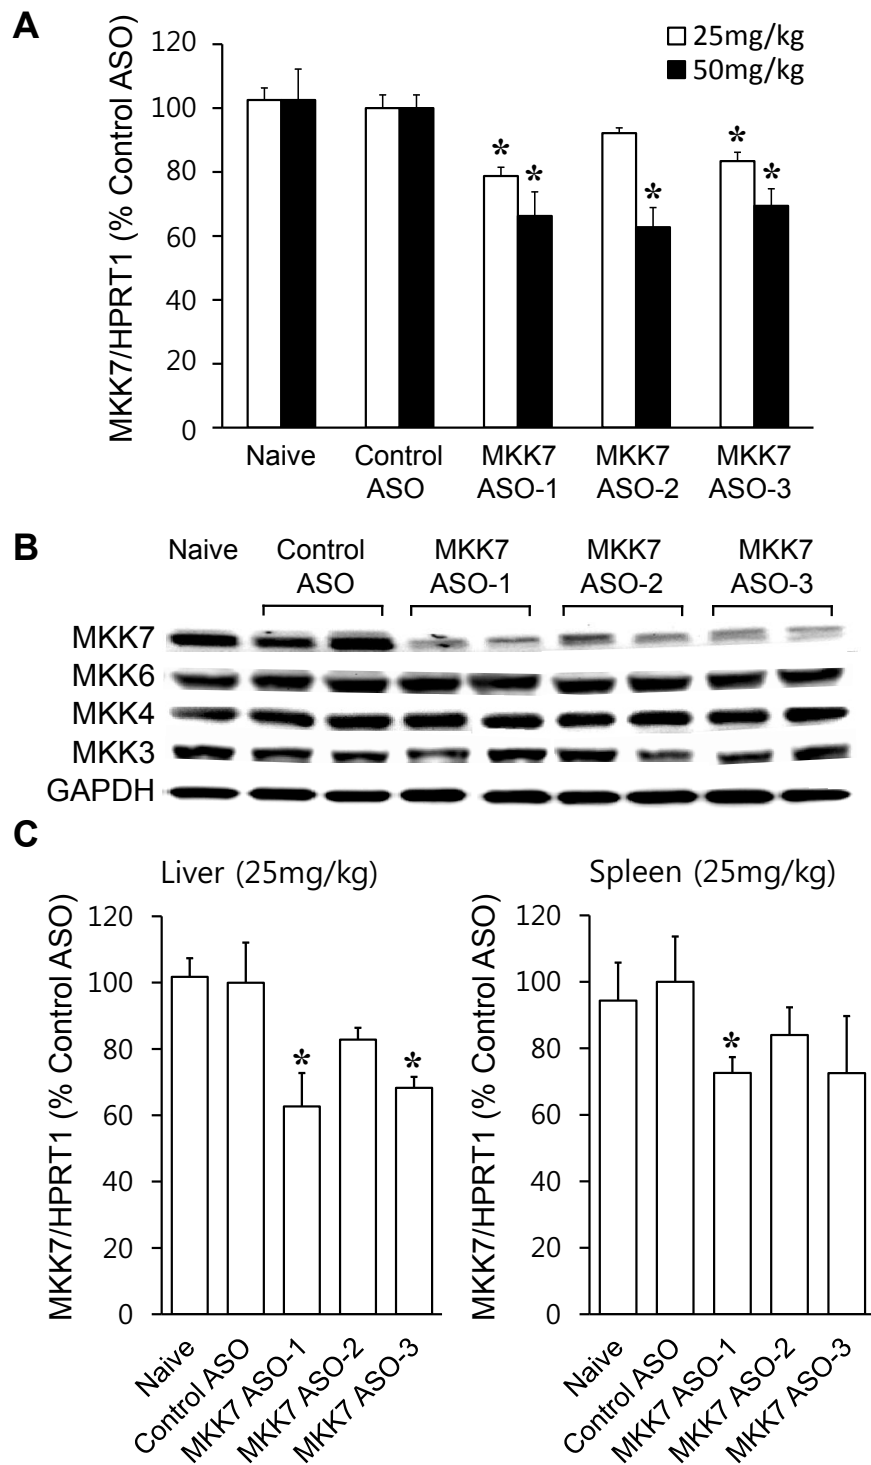 A
MKK7/HPRT1 (% Control ASO)
120
100
80
60
40
20
0
25mg/kg
50mg/kg
* * * * *
Naive
Control
ASO
MKK7
ASO-1
MKK7
ASO-2
MKK7
ASO-3
B
Naive
Control
ASO
MKK7
ASO-1
MKK7
ASO-2
MKK7
ASO-3
MKK7
MKK6
MKK4
MKK3
GAPDH
C
Liver (25mg/kg)
MKK7/HPRT1 (% Control ASO)
120
100
80
60
40
20
0
* *
Naive
Control ASO
MKK7 ASO-1
MKK7 ASO-2
MKK7 ASO-3
Spleen (25mg/kg)
MKK7/HPRT1 (% Control ASO)
120
100
80
60
40
20
0
*
Naive
Control ASO
MKK7 ASO-1
MKK7 ASO-2
MKK7 ASO-3